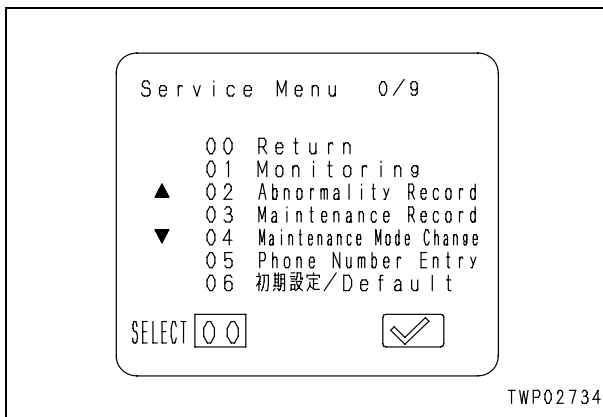 Service Menu 0/9
00 Return
01 Monitoring
▲ 02 Abnormality Record
03 Maintenance Record
▼ 04 Maintenance Mode Change
05 Phone Number Entry
06 初期設定/Default
SELECT 00
TWP02734